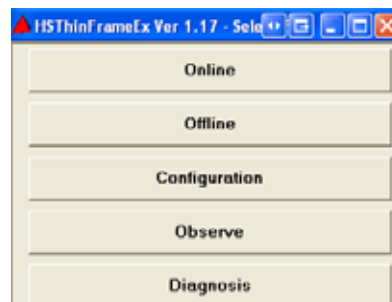 HSThinFrameEx Ver 1.17 - Sele
Online
Offline
Configuration
Observe
Diagnosis